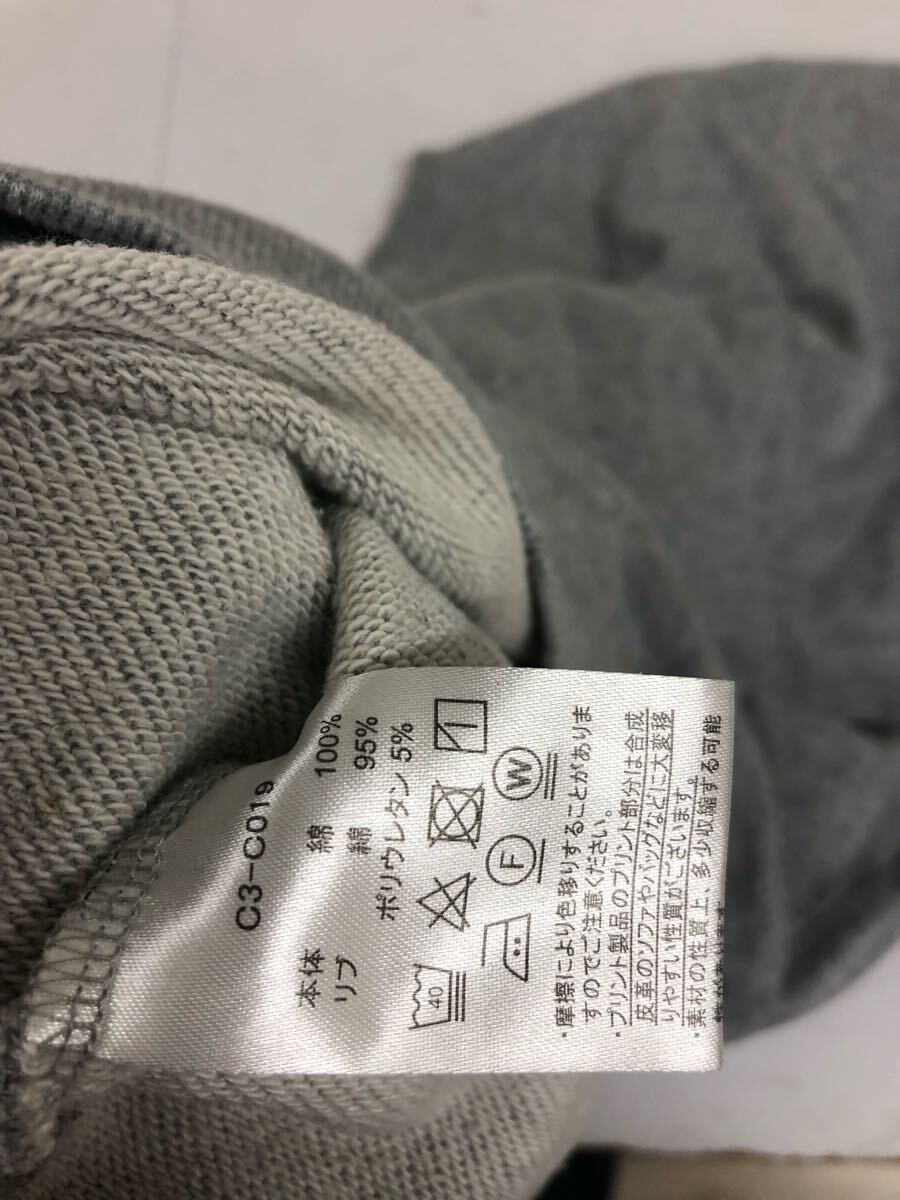 C3-C019
本体 綿 100%
リブ 綿 95%
ポリウレタン 5%
40
F
W
・摩擦により色移りすることがありま
すのでご注意ください。
・プリント製品のプリント部分は合成
皮革のソファやバッグなどに大変移
りやすい性質がございます。
・素材の性質上、多少収縮する可能